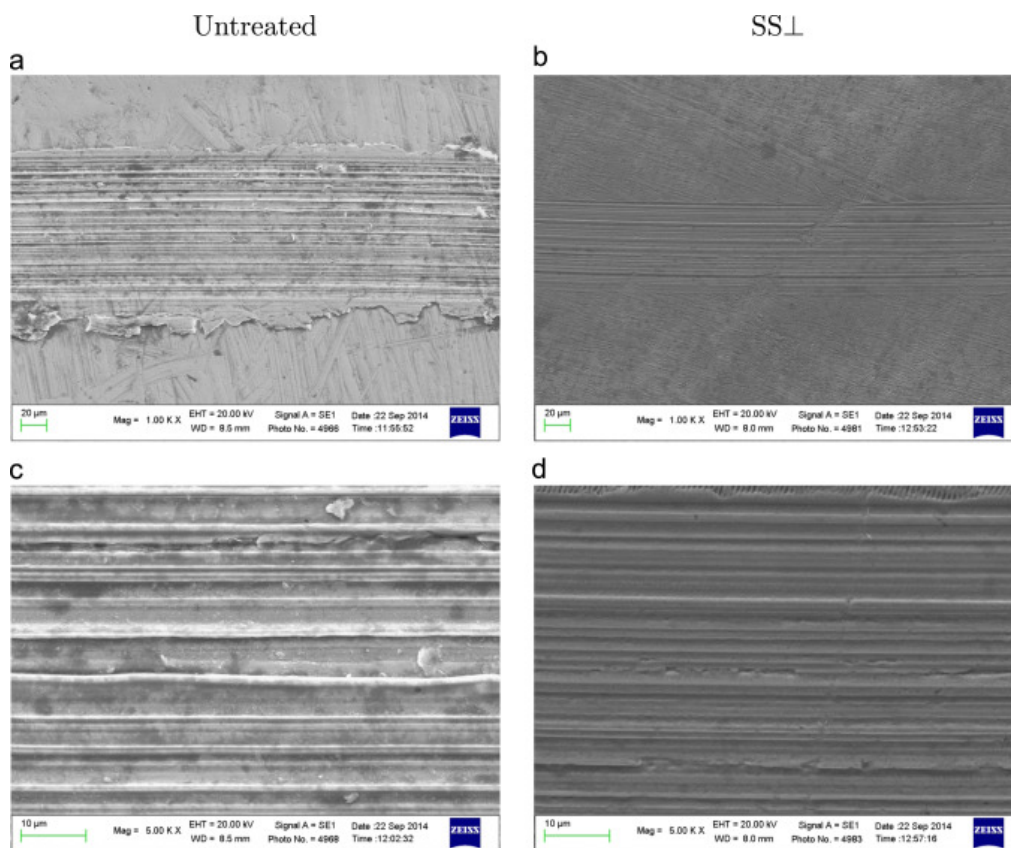 Untreated
SS⊥
a
b
20 µm
Mag = 1.00 K X
EHT = 20.00 kV
WD = 8.5 mm
Signal A = SE1
Photo No. = 4966
Date :22 Sep 2014
Time :11:55:52
ZEISS
20 µm
Mag = 1.00 K X
EHT = 20.00 kV
WD = 8.0 mm
Signal A = SE1
Photo No. = 4981
Date :22 Sep 2014
Time :12:53:22
ZEISS
c
d
10 µm
Mag = 5.00 K X
EHT = 20.00 kV
WD = 8.5 mm
Signal A = SE1
Photo No. = 4968
Date :22 Sep 2014
Time :12:02:32
ZEISS
10 µm
Mag = 5.00 K X
EHT = 20.00 kV
WD = 8.0 mm
Signal A = SE1
Photo No. = 4983
Date :22 Sep 2014
Time :12:57:16
ZEISS